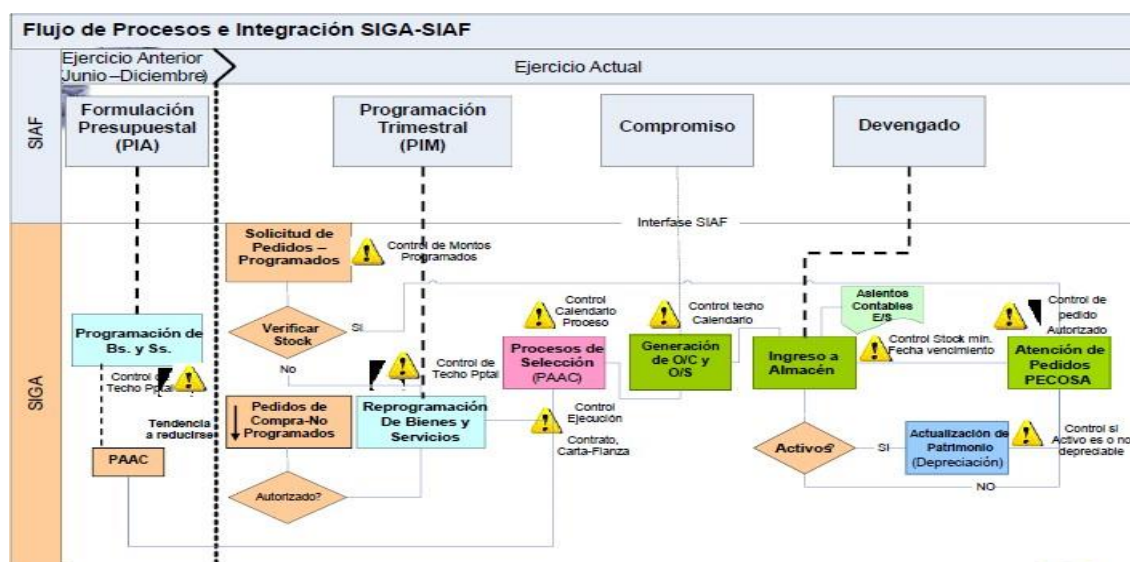 Flujo de Procesos e Integración SIGA-SIAF
Ejercicio Anterior
(Junio –Diciembre)
Ejercicio Actual
SIAF
Formulación
Presupuestal
(PIA)
Programación
Trimestral
(PIM)
Compromiso
Devengado
Interfase SIAF
SIGA
Solicitud de
Pedidos –
Programados
Control de Montos
Programados
Verificar
Stock
SI
No
Programación de
Bs. y Ss.
Control de
Techo Pptal
Tendencia
a reducirse
PAAC
Pedidos de
Compra-No
Programados
Autorizado?
Control de
Techo Pptal
Reprogramación
De Bienes y
Servicios
Control
Calendario
Proceso
Procesos de
Selección
(PAAC)
Control
Ejecución
Contrato,
Carta-Fianza
Control techo
Calendario
Generación
de O/C y
O/S
Asientos
Contables
E/S
Ingreso a
Almacén
Control Stock min.
Fecha vencimiento
Control de
pedido
Autorizado
Atención de
Pedidos
PECOSA
Activos?
SI
Actualización de
Patrimonio
(Depreciación)
Control si
Activo es o no
depreciable
NO